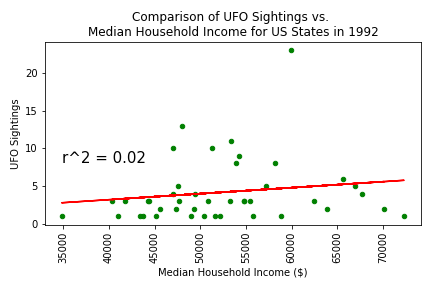 Comparison of UFO Sightings vs.
Median Household Income for US States in 1992
20
15
10
5
0
UFO Sightings
r^2 = 0.02
35000
40000
45000
50000
55000
60000
65000
70000
Median Household Income ($)